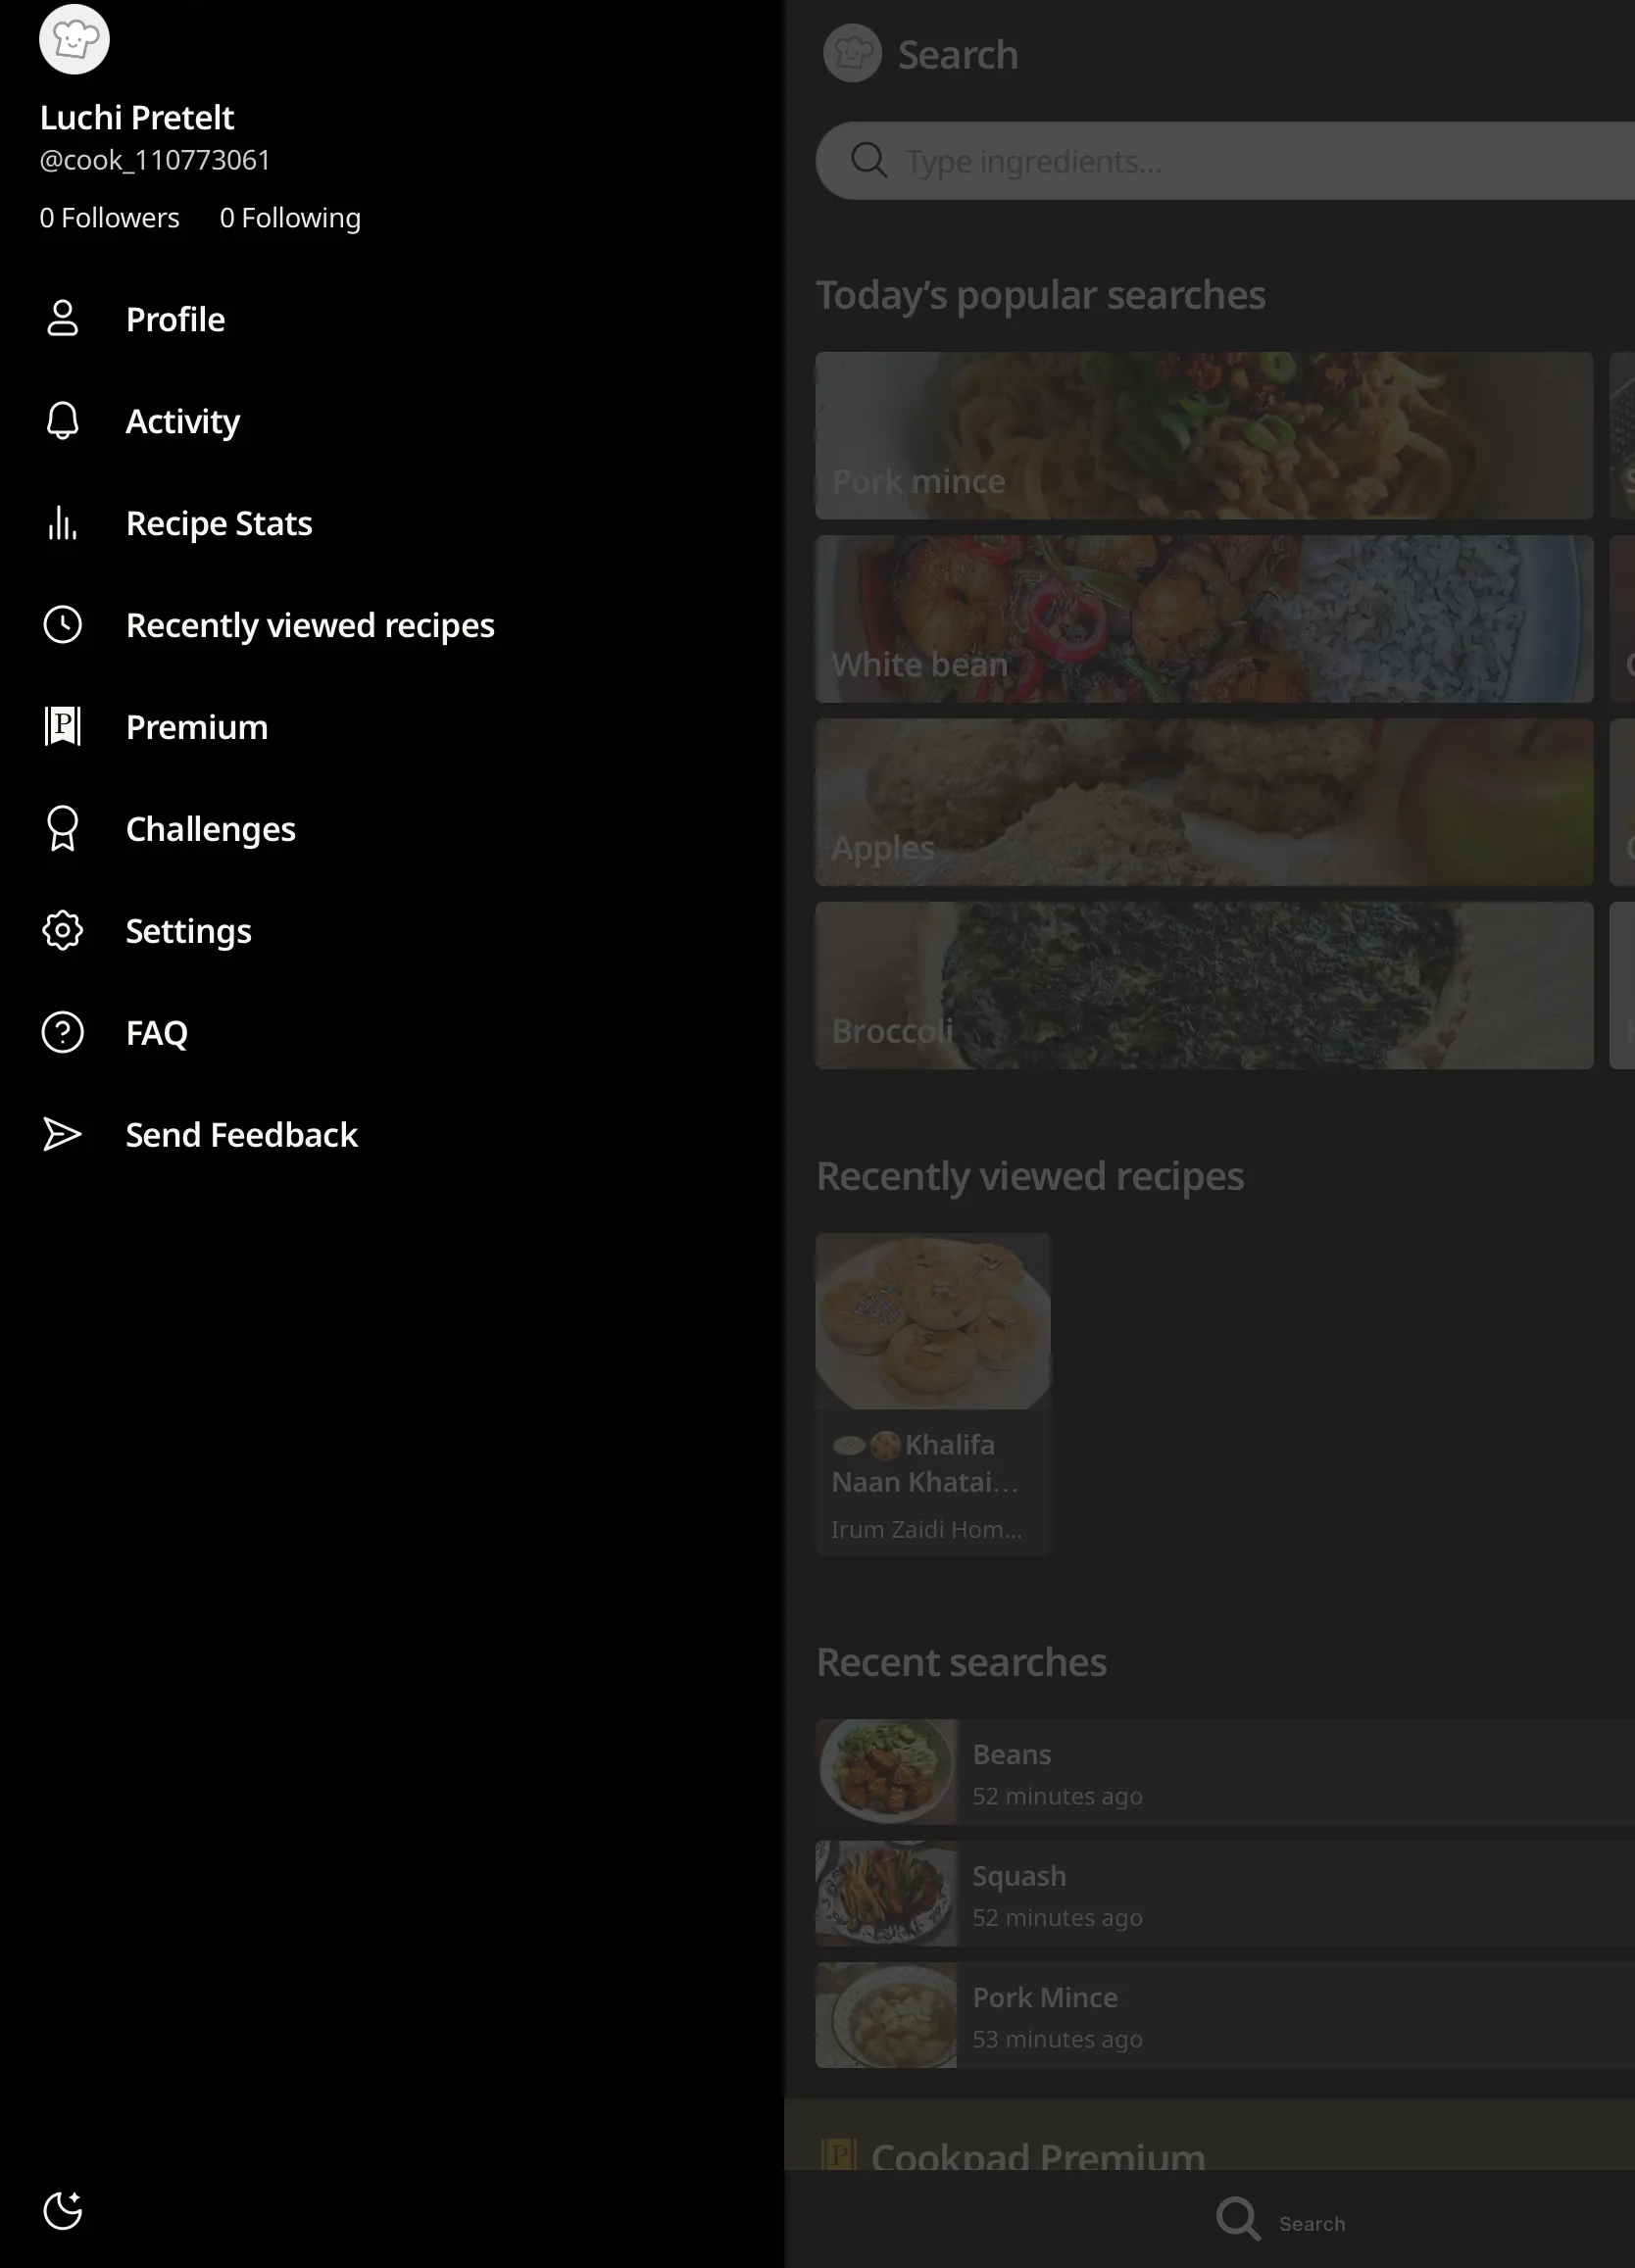 Luchi Pretelt
@cook_110773061
0 Followers 0 Following
Profile
Activity
Recipe Stats
Recently viewed recipes
P Premium
Challenges
Settings
FAQ
Send Feedback
Search
Type ingredients...
Today's popular searches
Pork mince
White bean
Apples
Broccoli
Recently viewed recipes
Khalifa
Naan Khatai...
Irum Zaidi Hom...
Recent searches
Beans
52 minutes ago
Squash
52 minutes ago
Pork Mince
53 minutes ago
P Cookpad Premium
Search